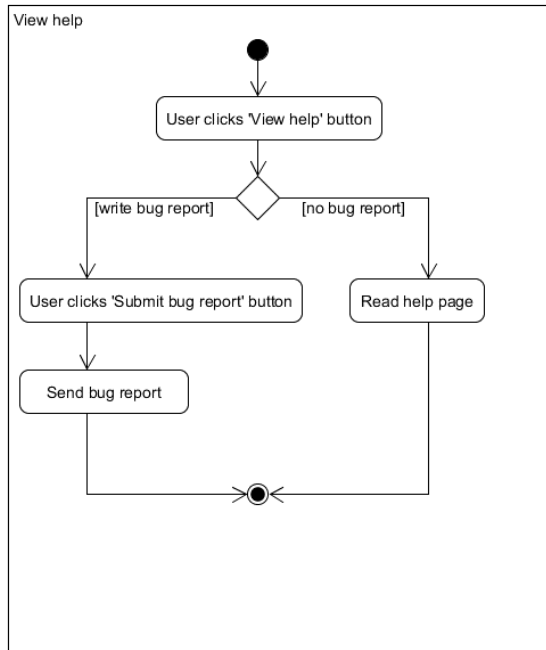 View help
User clicks 'View help' button
[write bug report]
[no bug report]
User clicks 'Submit bug report' button
Read help page
Send bug report